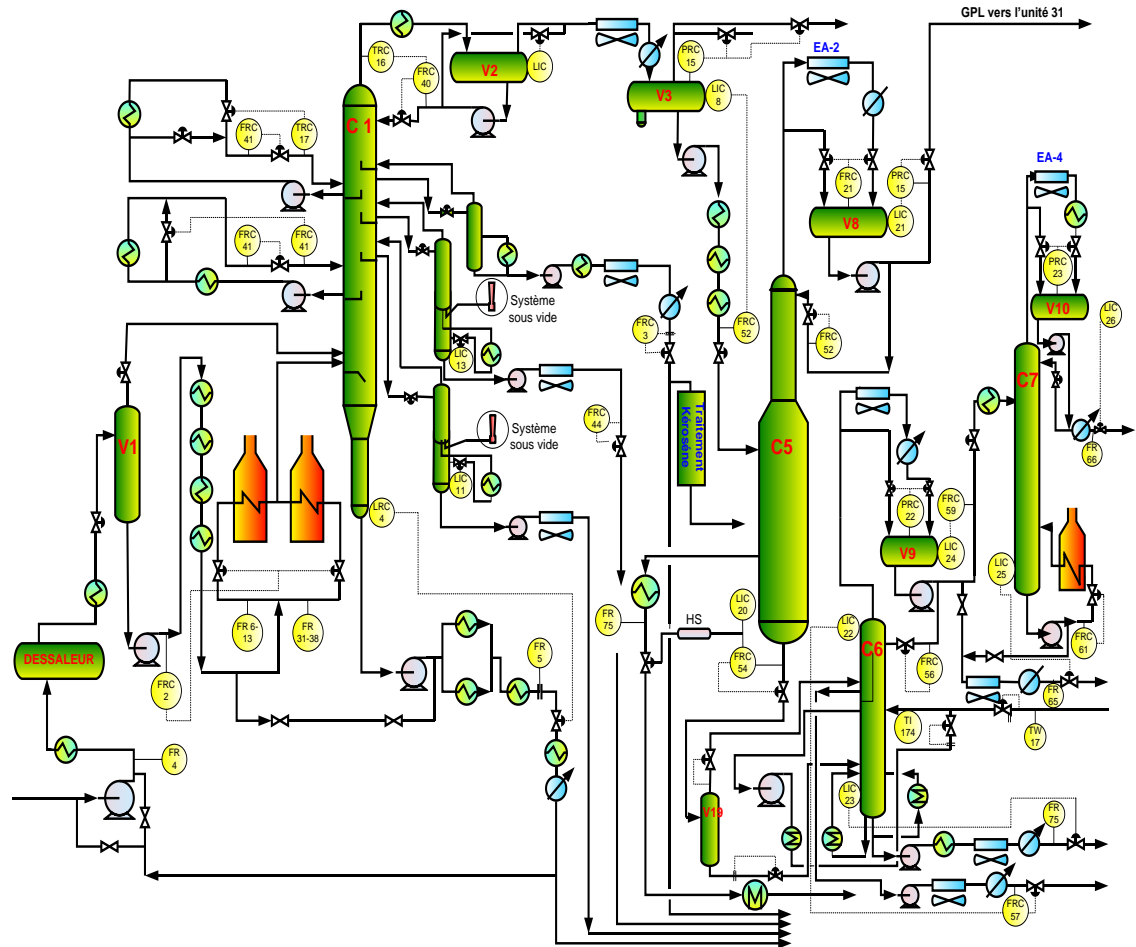 GPL vers l'unité 31
TRC
16
FRC
40
V2
LIC
PRC
15
V3
LIC
8
EA-2
C 1
FRC
41
TRC
17
FRC
21
PRC
15
V8
LIC
21
EA-4
PRC
23
V10
LIC
26
FRC
41
FRC
41
Système
sous vide
LIC
13
FRC
3
FRC
52
FRC
52
C7
V1
Système
sous vide
LIC
11
FRC
44
Traitement
Kérosène
C5
FR
66
LRC
4
PRC
22
FRC
59
V9
LIC
24
LIC
25
FR 6-
13
FR
31-38
FR
75
HS
LIC
20
FRC
54
LIC
22
C6
FRC
56
FRC
61
DESSALEUR
FRC
2
FR
5
FR
65
TI
174
TW
17
FR
4
V19
LIC
23
FR
75
FRC
57